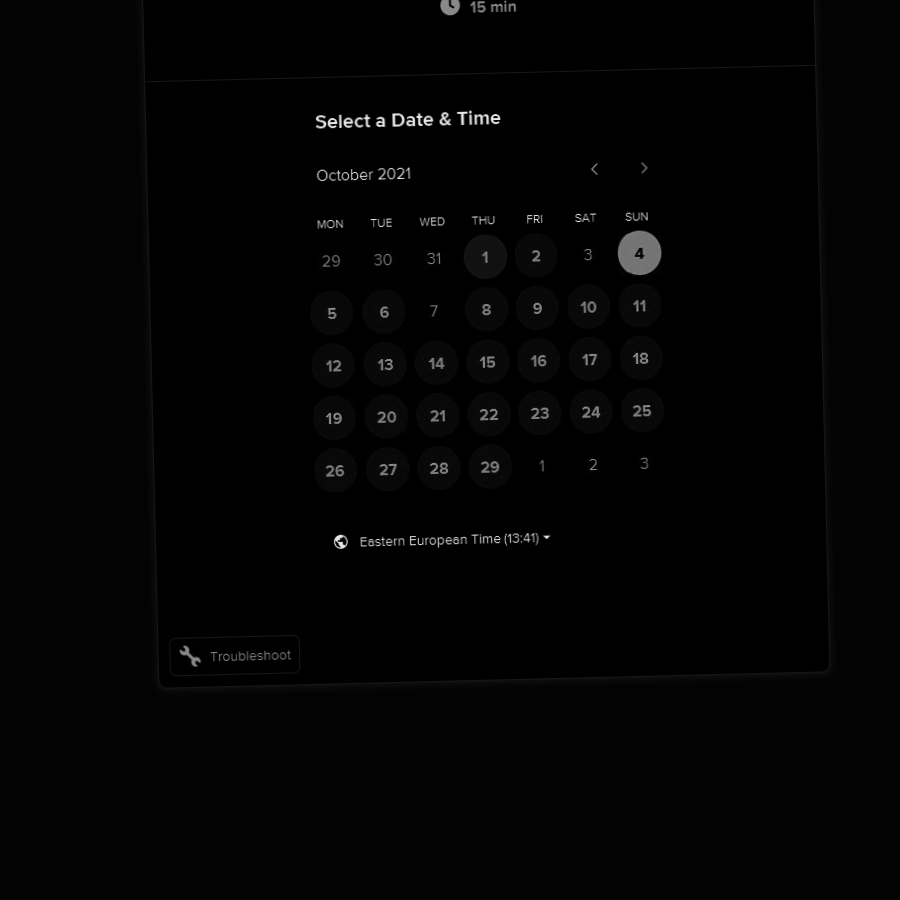 15 min
Select a Date & Time
October 2021
MON TUE WED THU FRI SAT SUN
29 30 31 1 2 3 4
5 6 7 8 9 10 11
12 13 14 15 16 17 18
19 20 21 22 23 24 25
26 27 28 29 1 2 3
Eastern European Time (13:41)
Troubleshoot